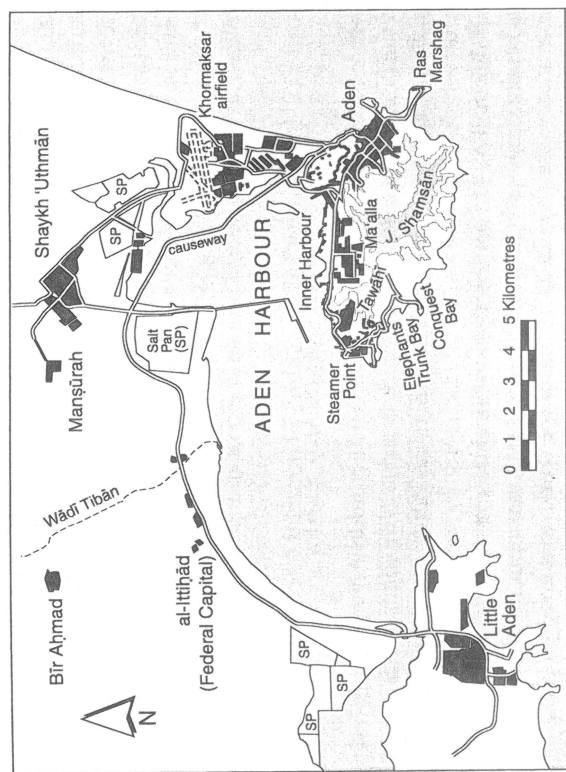 Bīr Aḥmad
Manṣūrah
Shaykh 'Uthmān
SP
SP
Khormaksar
airfield
Wādī Tibān
Salt
Pan
(SP)
causeway
al-Ittiḥād
(Federal Capital)
ADEN HARBOUR
Inner Harbour
Aden
Ras
Marshag
Ma'alla
J. Shamsān
Tawāhī
Steamer
Point
Elephants
Trunk Bay
Conquest
Bay
N
SP
SP
SP
Little
Aden
0 1 2 3 4 5 Kilometres